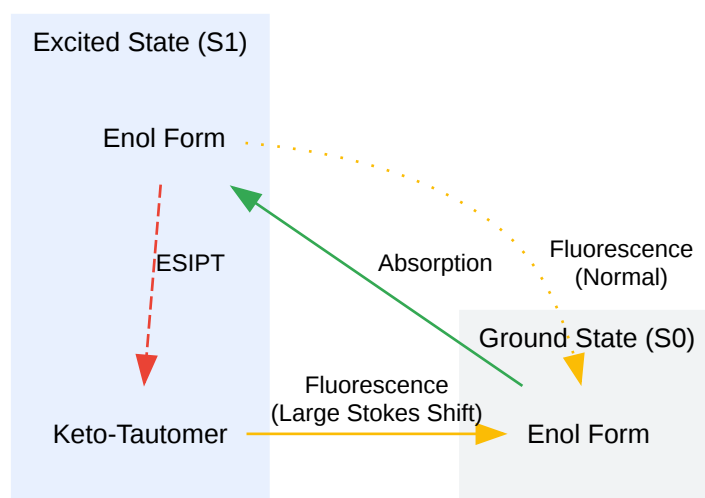 Excited State (S1)
Enol Form
ESIPT
Absorption
Fluorescence
(Normal)
Ground State (S0)
Fluorescence
(Large Stokes Shift)
Keto-Tautomer
Enol Form